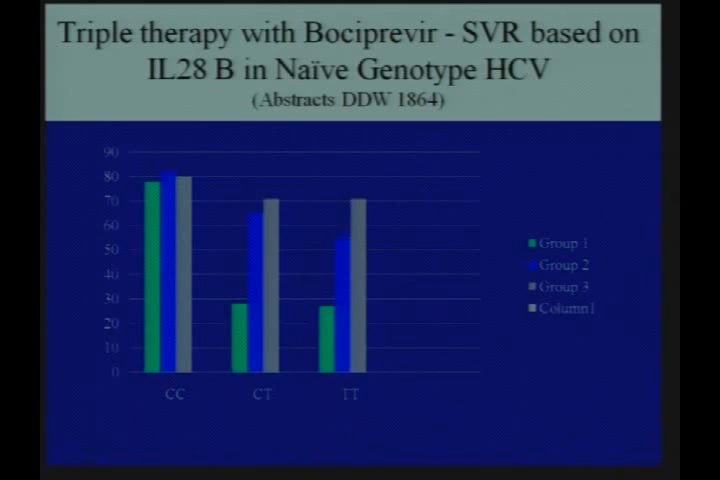 Triple therapy with Bociprevir - SVR based on
IL28 B in Naïve Genotype HCV
(Abstracts DDW 1864)
90
80
70
60
50
40
30
20
10
0
CC
CT
TT
Group 1
Group 2
Group 3
Column1